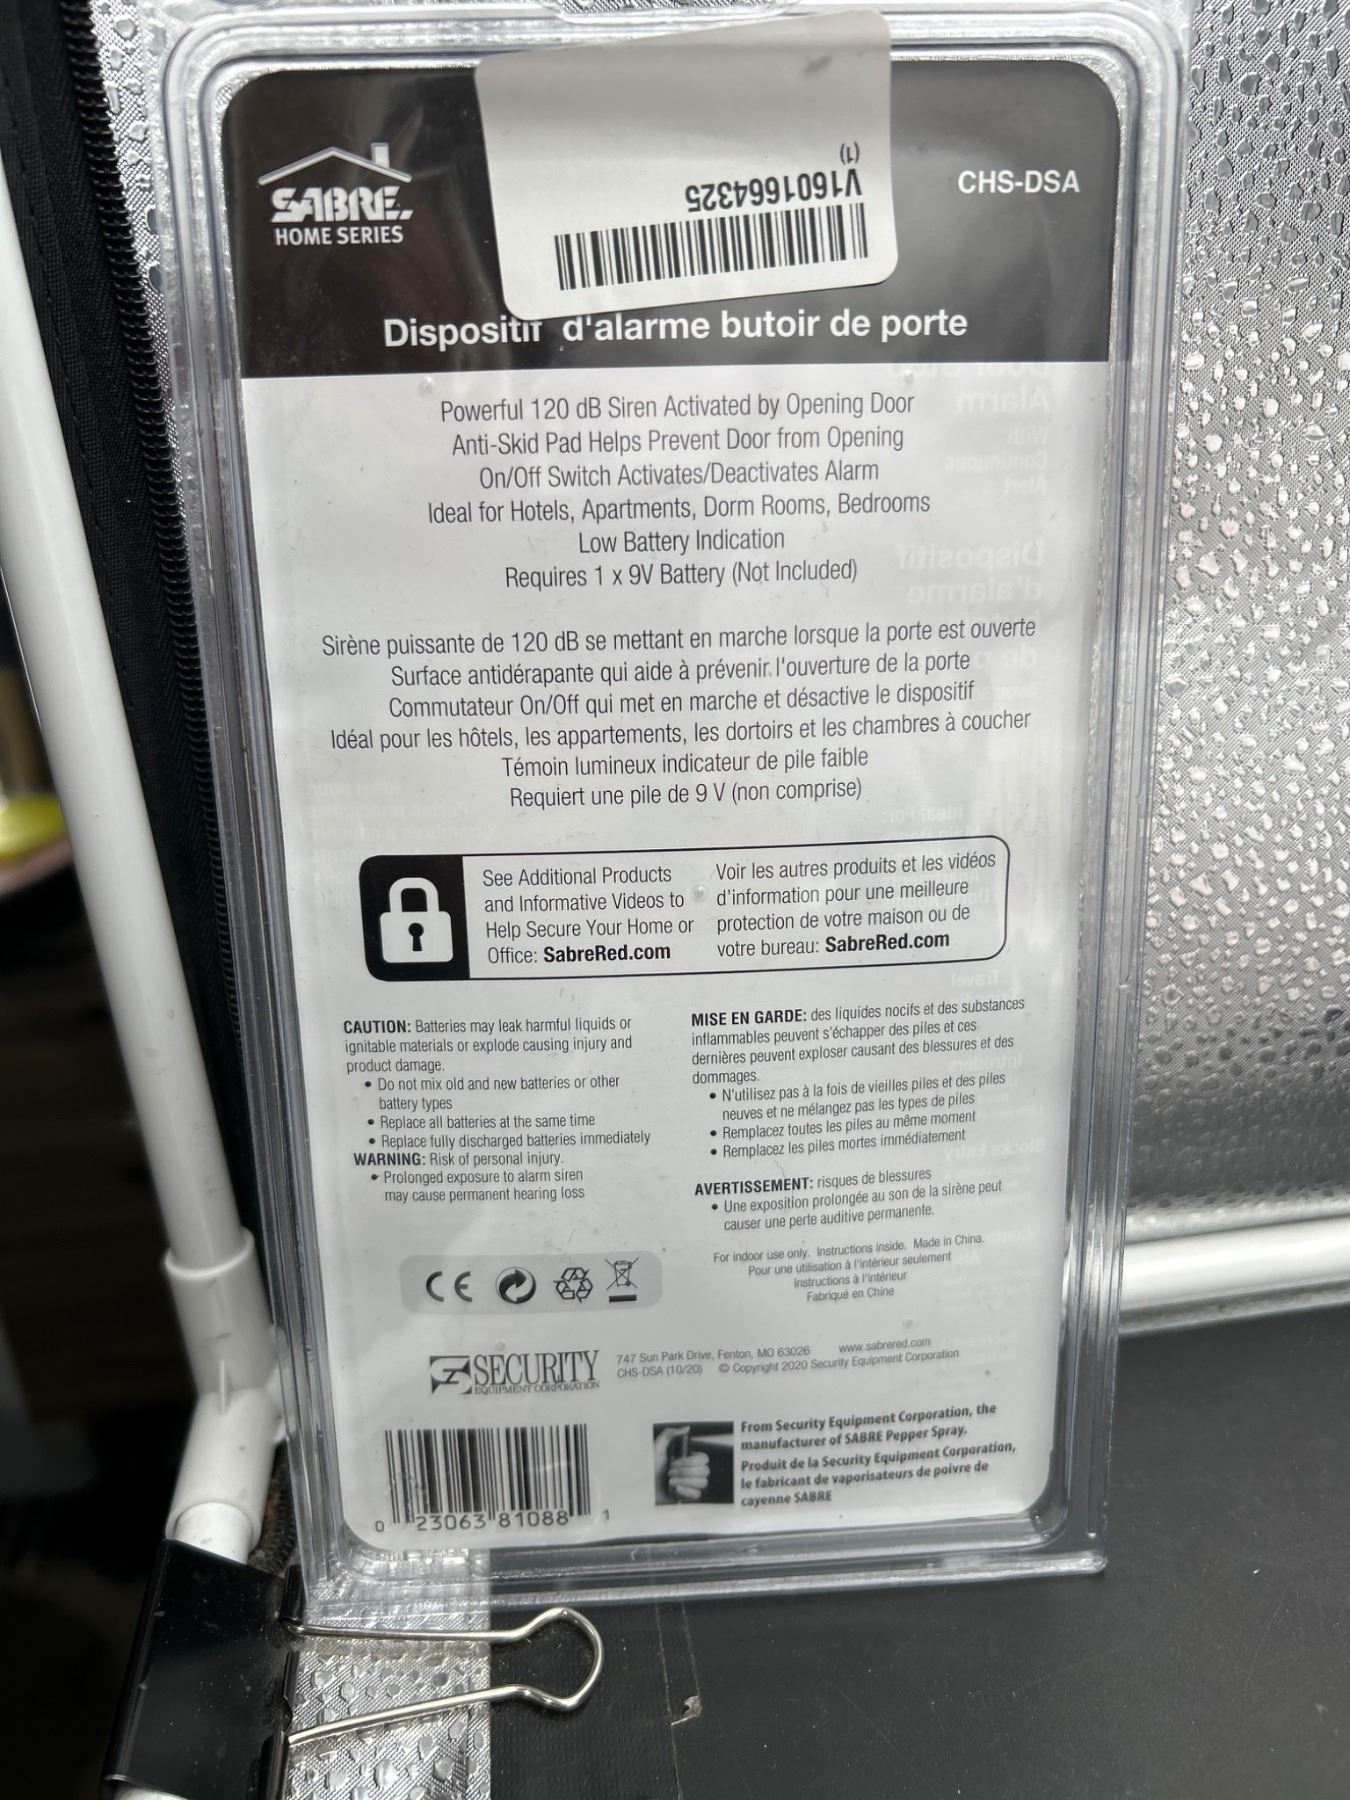 SABRE
HOME SERIES
(1)
V1601664325
CHS-DSA
Dispositif d'alarme butoir de porte
Powerful 120 dB Siren Activated by Opening Door
Anti-Skid Pad Helps Prevent Door from Opening
On/Off Switch Activates/Deactivates Alarm
Ideal for Hotels, Apartments, Dorm Rooms, Bedrooms
Low Battery Indication
Requires 1 x 9V Battery (Not Included)
Sirène puissante de 120 dB se mettant en marche lorsque la porte est ouverte
Surface antidérapante qui aide à prévenir l'ouverture de la porte
Commutateur On/Off qui met en marche et désactive le dispositif
Idéal pour les hôtels, les appartements, les dortoirs et les chambres à coucher
Témoin lumineux indicateur de pile faible
Requiert une pile de 9 V (non comprise)
See Additional Products
and Informative Videos to
Help Secure Your Home or
Office: SabreRed.com
Voir les autres produits et les vidéos
d'information pour une meilleure
protection de votre maison ou de
votre bureau: SabreRed.com
CAUTION: Batteries may leak harmful liquids or
ignitable materials or explode causing injury and
product damage.
• Do not mix old and new batteries or other
battery types
• Replace all batteries at the same time
• Replace fully discharged batteries immediately
WARNING: Risk of personal injury.
• Prolonged exposure to alarm siren
may cause permanent hearing loss
MISE EN GARDE: des liquides nocifs et des substances
inflammables peuvent s'échapper des piles et ces
dernières peuvent exploser causant des blessures et des
dommages.
• N'utilisez pas à la fois de vieilles piles et des piles
neuves et ne mélangez pas les types de piles
• Remplacez toutes les piles au même moment
• Remplacez les piles mortes immédiatement
AVERTISSEMENT: risques de blessures
• Une exposition prolongée au son de la sirène peut
causer une perte auditive permanente.
For indoor use only. Instructions Inside. Made in China.
Pour une utilisation à l'intérieur seulement
Instructions à l'intérieur
Fabriqué en Chine
CE
SECURITY
EQUIPMENT CORPORATION
747 Sun Park Drive, Fenton, MO 63026 www.sabrered.com
CHS-DSA (10/20) © Copyright 2020 Security Equipment Corporation
From Security Equipment Corporation, the
manufacturer of SABRE Pepper Spray.
Produit de la Security Equipment Corporation,
le fabricant de vaporisateurs de poivre de
cayenne SABRE
0 23063 81088 1